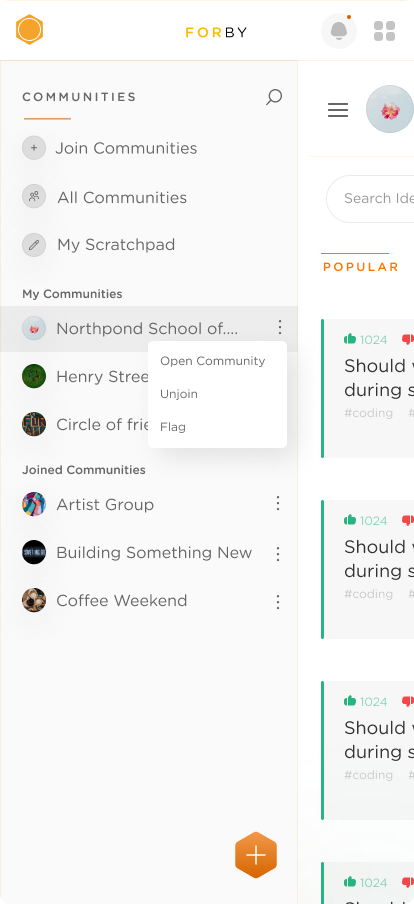 FORBY
COMMUNITIES
Join Communities
All Communities
My Scratchpad
My Communities
Northpond School of....
Henry Stree
Circle of frie
Open Community
Unjoin
Flag
Joined Communities
Artist Group
Building Something New
Coffee Weekend
Search Ide
POPULAR
1024
Should
during s
#coding #
1024
Should
during s
#coding #
1024
Should
during s
#coding #
1024